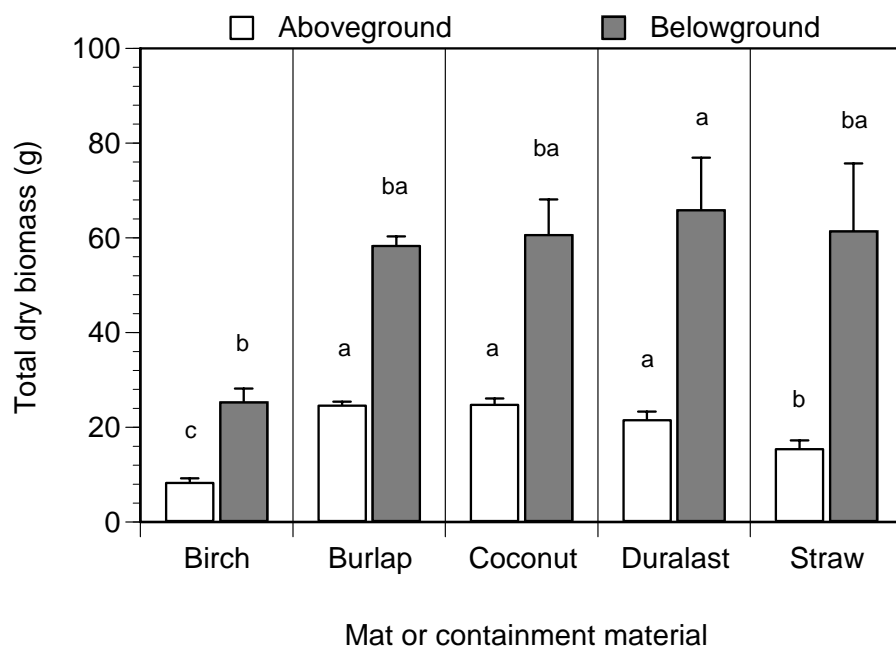 Aboveground Belowground
Total dry biomass (g)
100
80
60
40
20
0
c
b
a
ba
a
ba
a
a
b
ba
Birch Burlap Coconut Duralast Straw
Mat or containment material